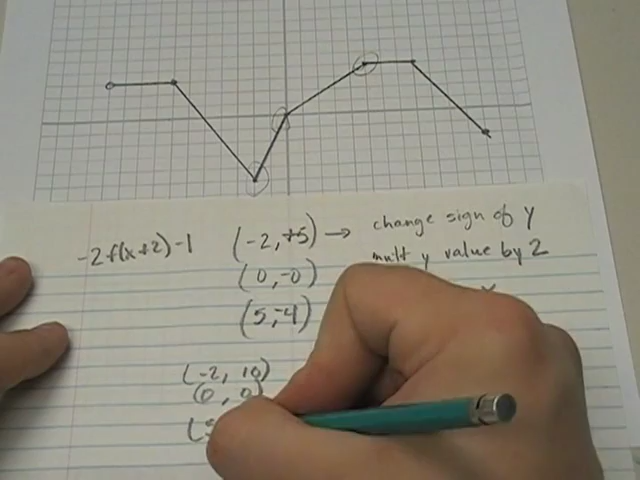 -2f(x+2)-1
(-2, +5) → change sign of y
(0, -0) mult y value by 2
(5, -4)
(-2, 10)
(0, 0)
(5